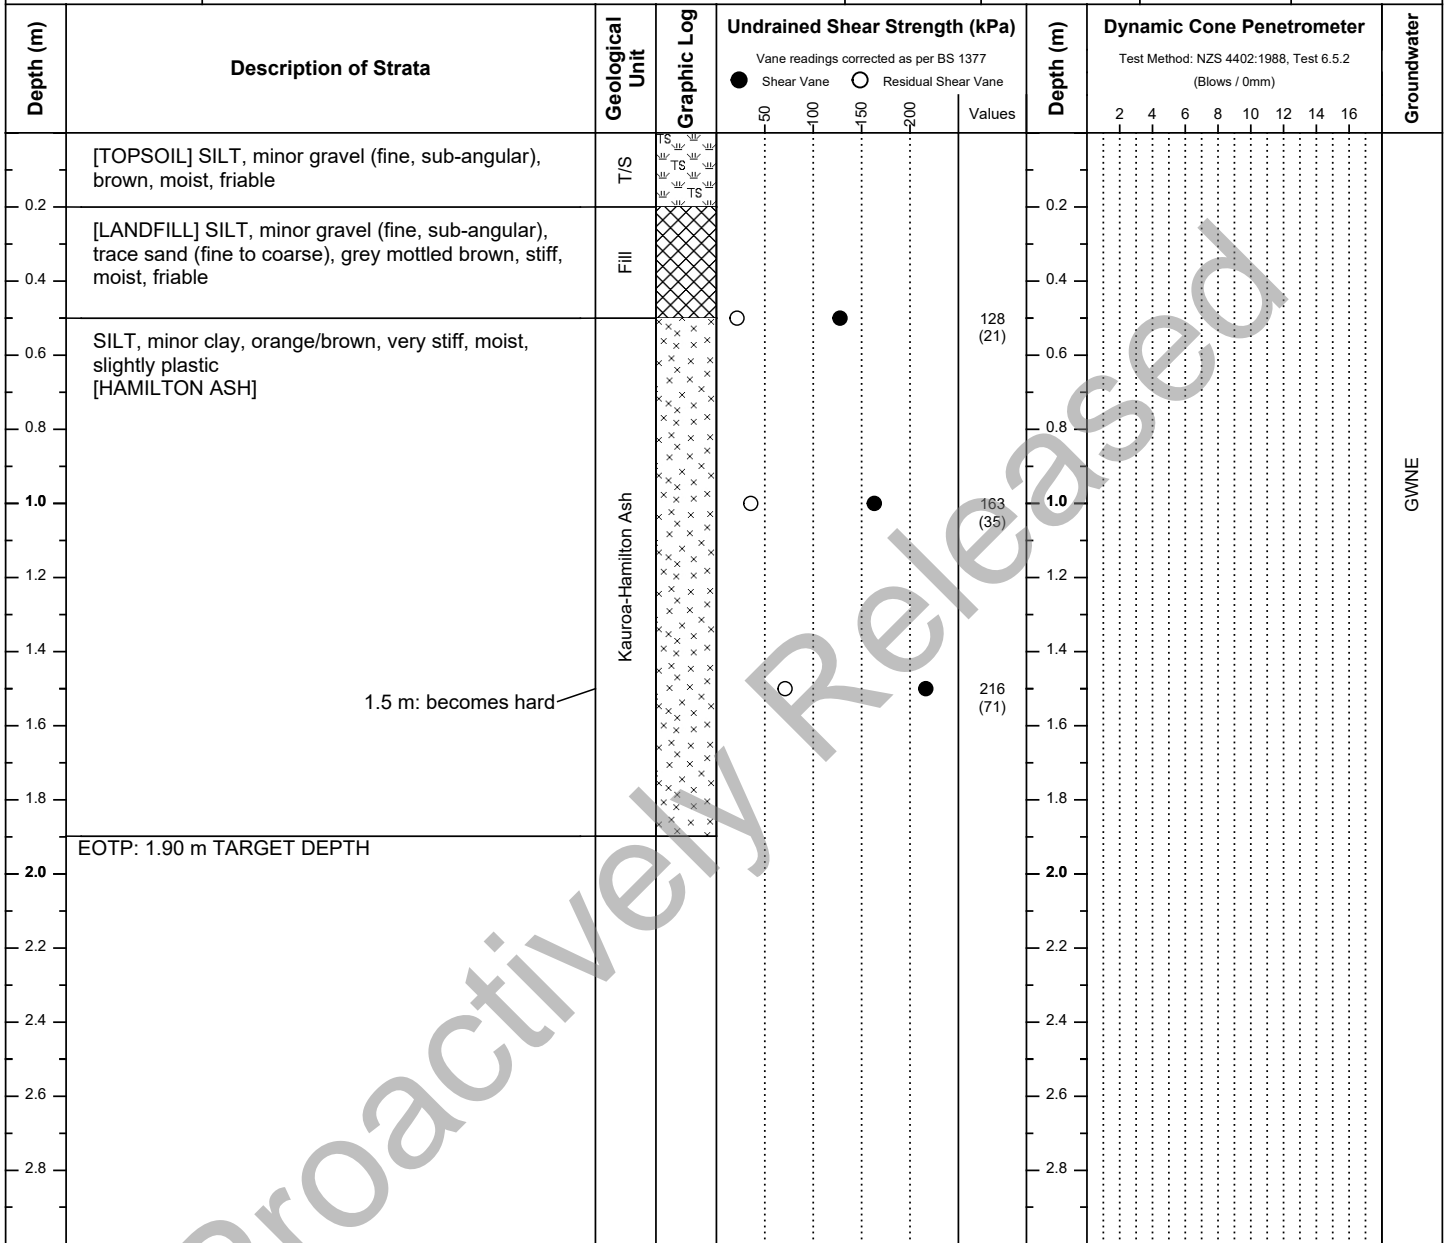 Depth (m)
Description of Strata
Geological
Unit
Graphic Log
Undrained Shear Strength (kPa)
Vane readings corrected as per BS 1377
Shear Vane
Residual Shear Vane
50
100
150
200
Values
Depth (m)
Dynamic Cone Penetrometer
Test Method: NZS 4402:1988, Test 6.5.2
(Blows / 0mm)
2 4 6 8 10 12 14 16
Groundwater
[TOPSOIL] SILT, minor gravel (fine, sub-angular),
brown, moist, friable
T/S
TS
TS
TS
0.2
0.2
[LANDFILL] SILT, minor gravel (fine, sub-angular),
trace sand (fine to coarse), grey mottled brown, stiff,
moist, friable
Fill
0.4
0.4
128
(21)
SILT, minor clay, orange/brown, very stiff, moist,
slightly plastic
[HAMILTON ASH]
0.6
0.6
0.8
0.8
1.0
163
(35)
1.0
GWNE
Kauroa-Hamilton Ash
1.2
1.2
1.4
1.4
1.5 m: becomes hard
216
(71)
1.6
1.6
1.8
1.8
EOTP: 1.90 m TARGET DEPTH
2.0
2.0
2.2
2.2
2.4
2.4
2.6
2.6
2.8
2.8
Proactively Released